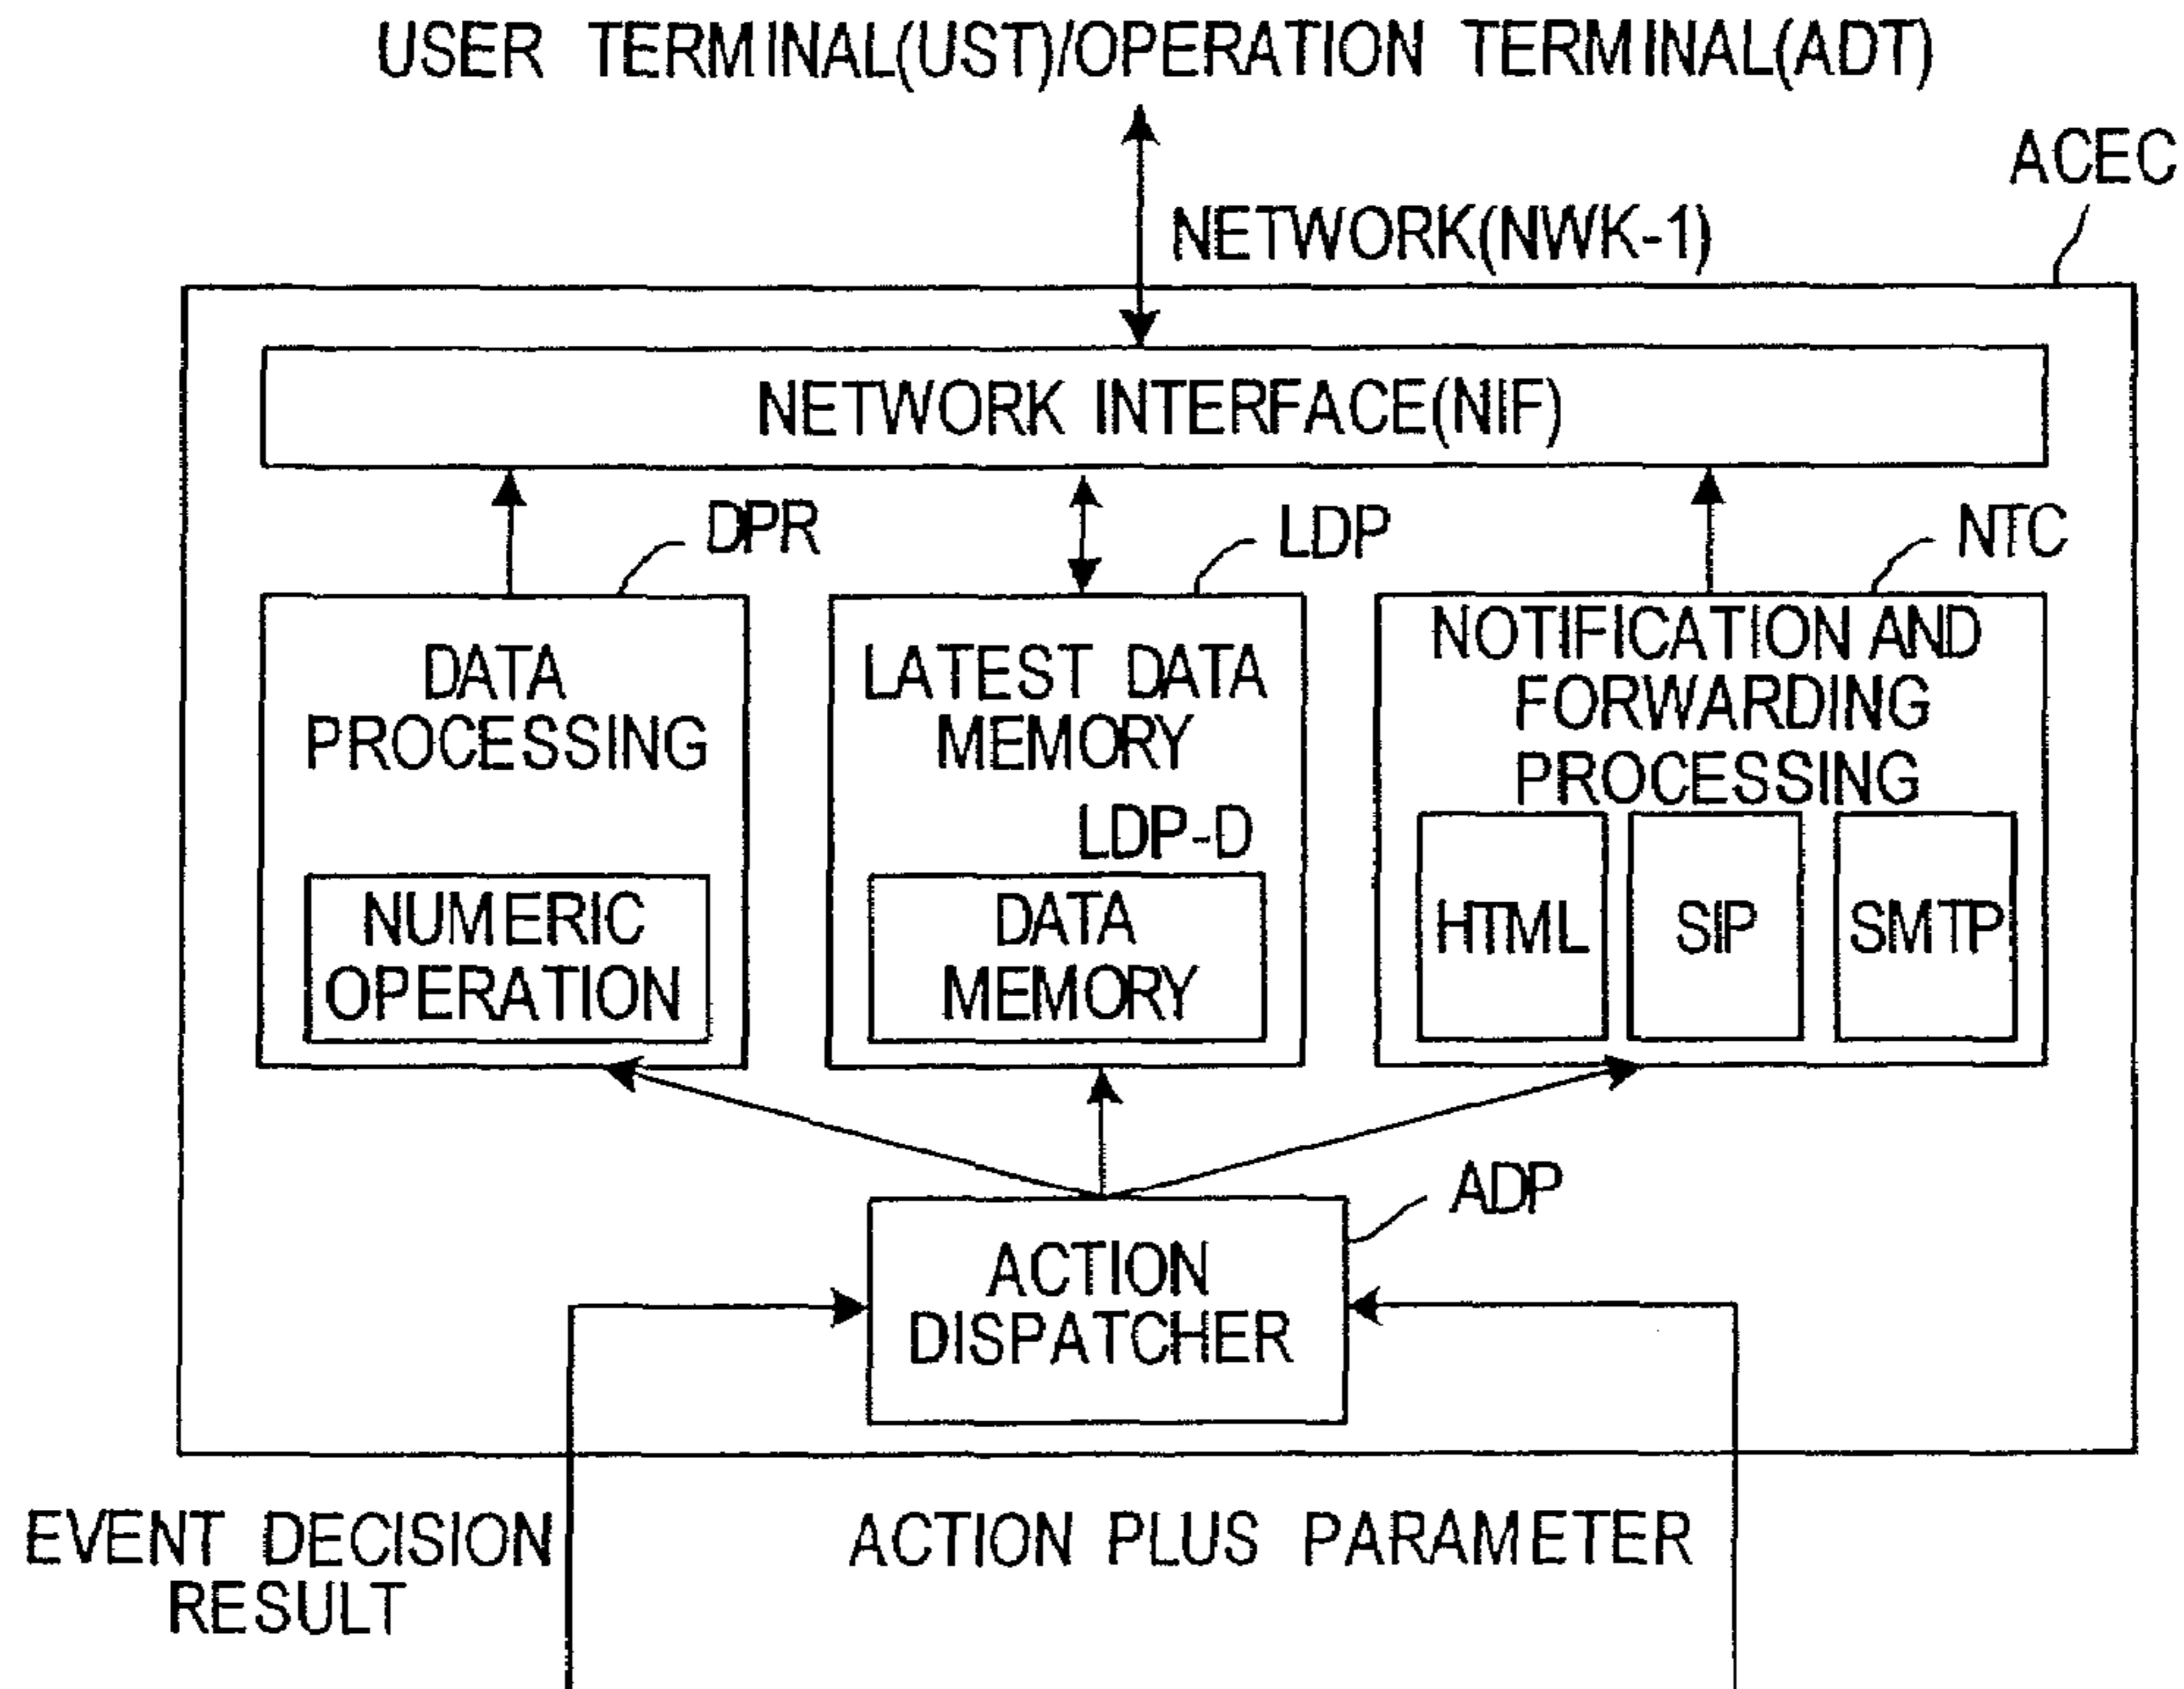 USER TERMINAL(UST)/OPERATION TERMINAL(ADT)
ACEC
NETWORK(NWK-1)
NETWORK INTERFACE(NIF)
DPR
LDP
NTC
DATA
PROCESSING
NUMERIC
OPERATION
LATEST DATA
MEMORY
LDP-D
DATA
MEMORY
NOTIFICATION AND
FORWARDING
PROCESSING
HTML
SIP
SMTP
ADP
ACTION
DISPATCHER
EVENT DECISION
RESULT
ACTION PLUS PARAMETER